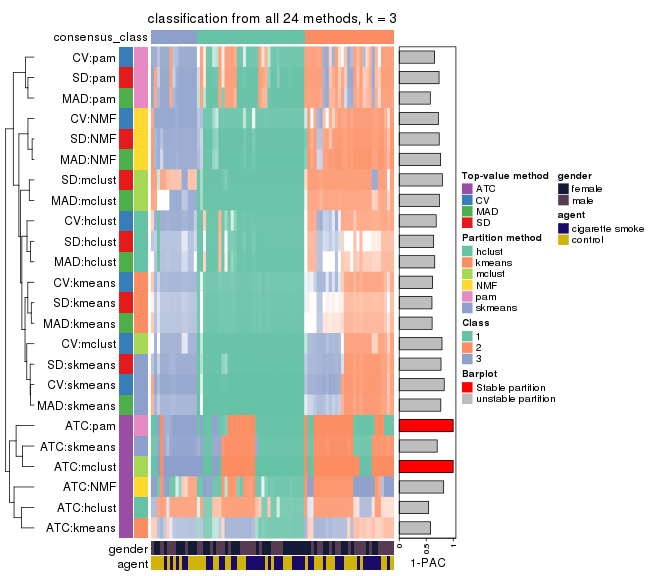 classification from all 24 methods, k = 3
consensus_class
CV:pam
SD:pam
MAD:pam
CV:NMF
SD:NMF
MAD:NMF
SD:mclust
MAD:mclust
CV:hclust
SD:hclust
MAD:hclust
CV:kmeans
SD:kmeans
MAD:kmeans
CV:mclust
SD:skmeans
CV:skmeans
MAD:skmeans
ATC:pam
ATC:skmeans
ATC:mclust
ATC:NMF
ATC:hclust
ATC:kmeans
gender
agent
0
0.5
1
1-PAC
Top-value method
ATC
CV
MAD
SD
Partition method
hclust
kmeans
mclust
NMF
pam
skmeans
Class
1
2
3
Barplot
Stable partition
unstable partition
gender
female
male
agent
cigarette smoke
control